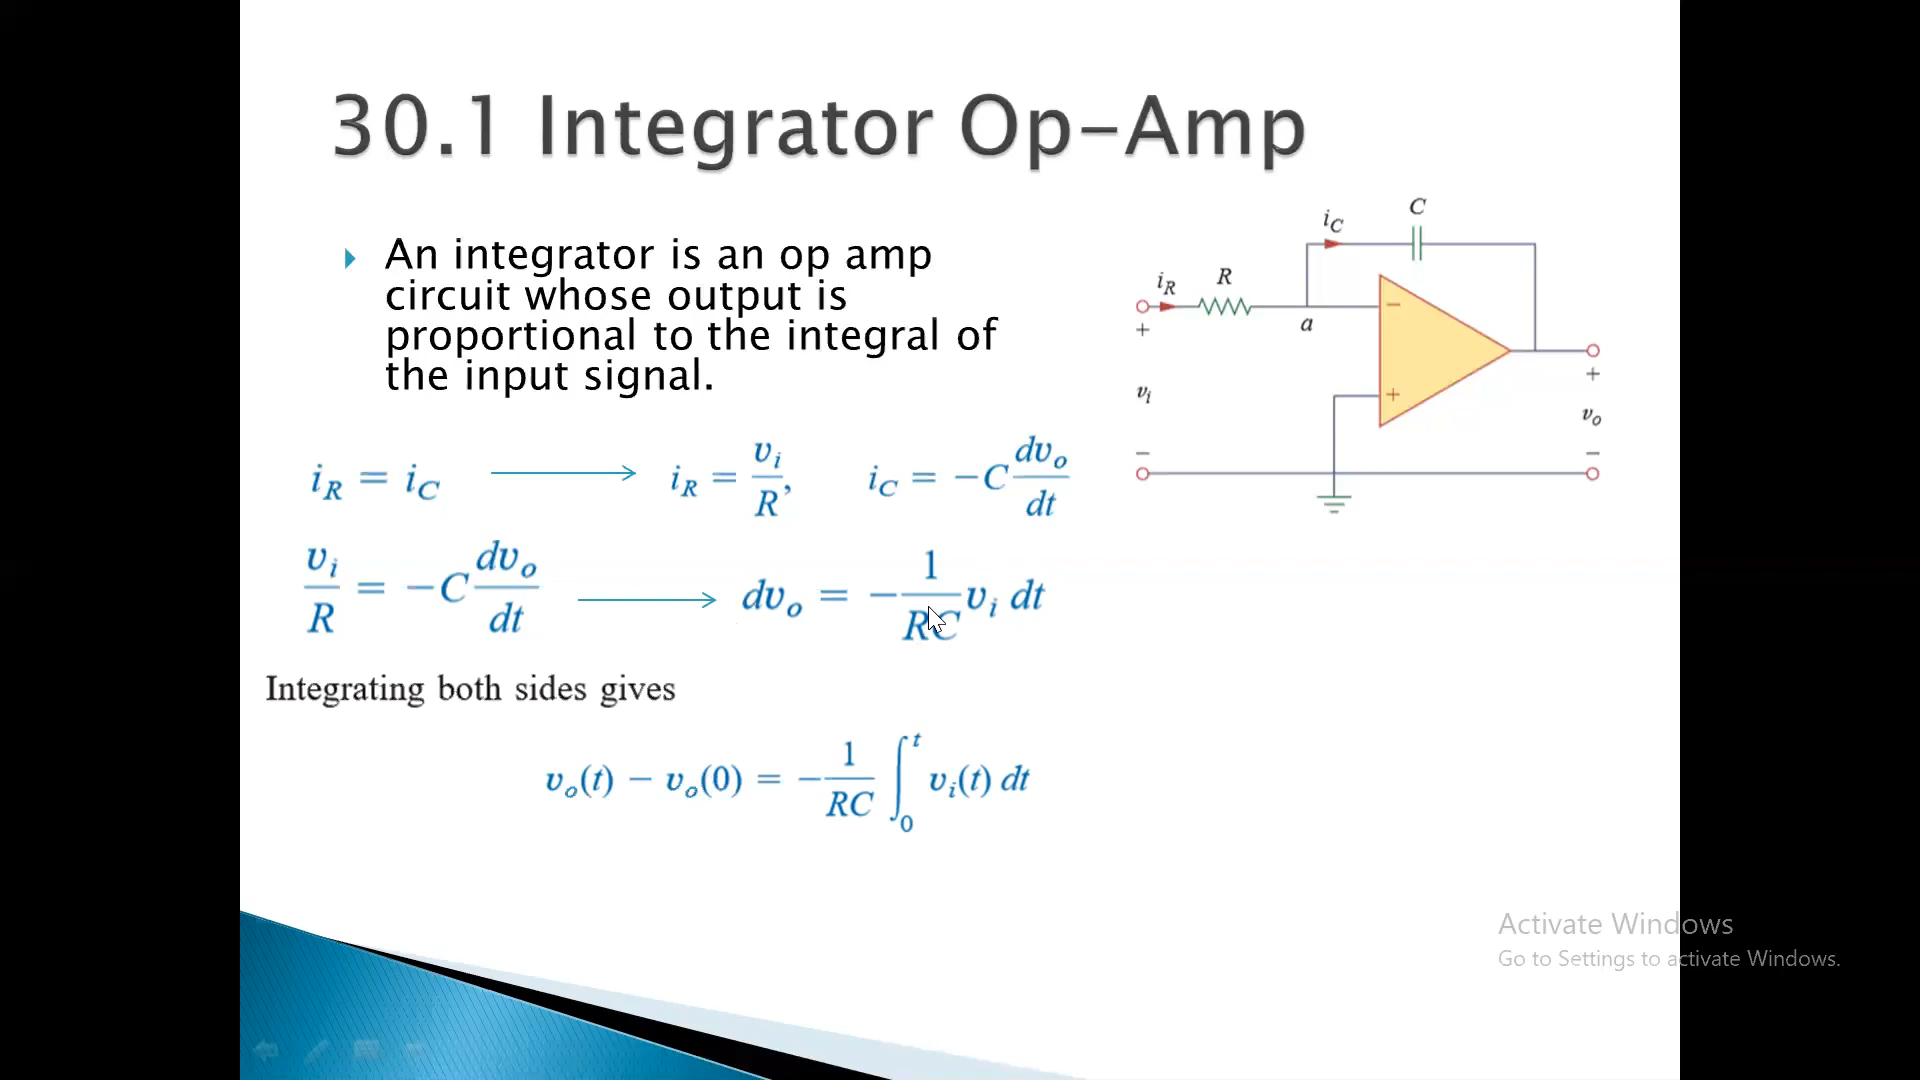 30.1 Integrator Op-Amp
An integrator is an op amp
circuit whose output is
proportional to the integral of
the input signal.
i_R = i_C → i_R = v_i/R, i_C = −C dv_o/dt
v_i/R = −C dv_o/dt → dv_o = −1/RC v_i dt
Integrating both sides gives
v_o(t) − v_o(0) = −1/RC ∫_0^t v_i(t) dt
i_C C
i_R R
a
−
+
+
v_i
−
+
v_o
−
Activate Windows
Go to Settings to activate Windows.